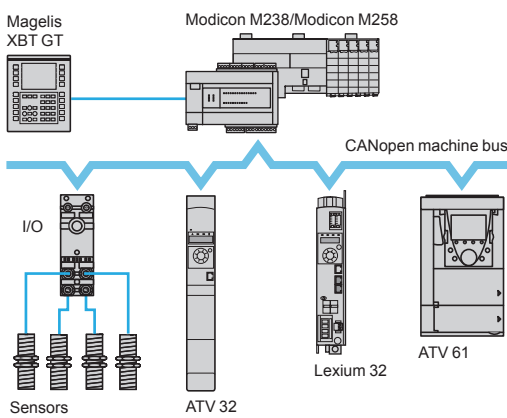 Magelis
XBT GT
Modicon M238/Modicon M258
CANopen machine bus
I/O
Sensors
ATV 32
Lexium 32
ATV 61